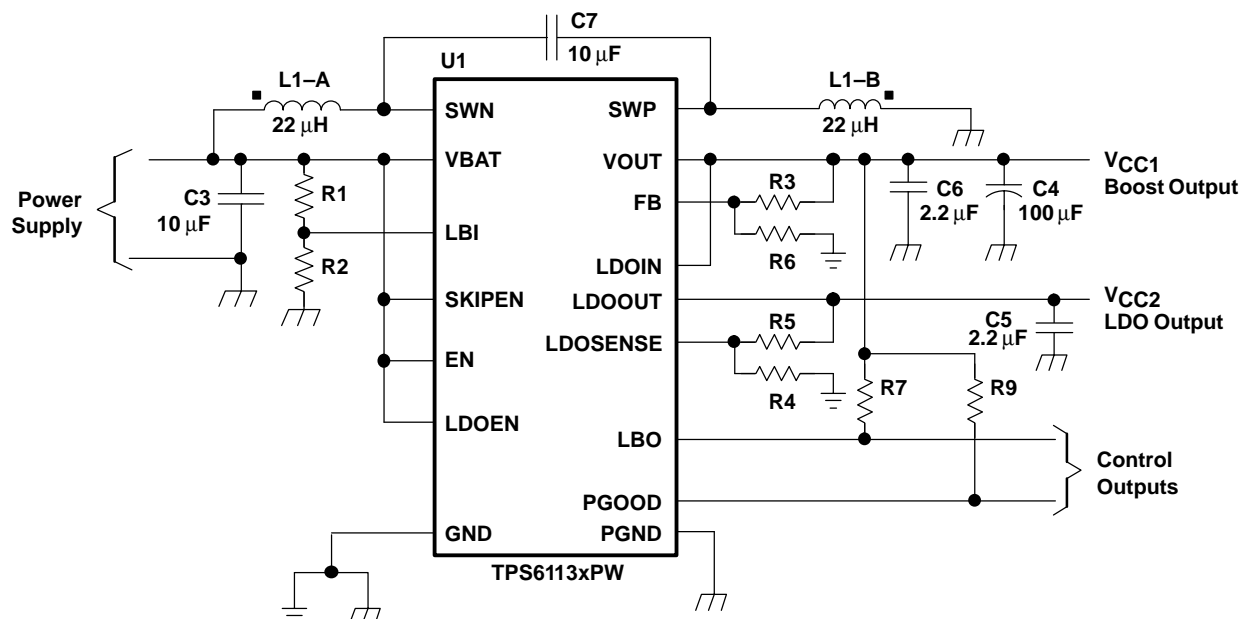 C7
10 μF
U1
L1–A
22 μH
L1–B
22 μH
SWN
SWP
VBAT
VOUT
VCC1
Boost Output
Power
Supply
C3
10 μF
R1
R3
FB
C6
2.2 μF
C4
100 μF
LBI
R2
R6
LDOIN
SKIPEN
LDOOUT
VCC2
LDO Output
R5
C5
2.2 μF
LDOSENSE
EN
R4
R7
R9
LDOEN
LBO
Control
Outputs
PGOOD
GND
PGND
TPS6113xPW